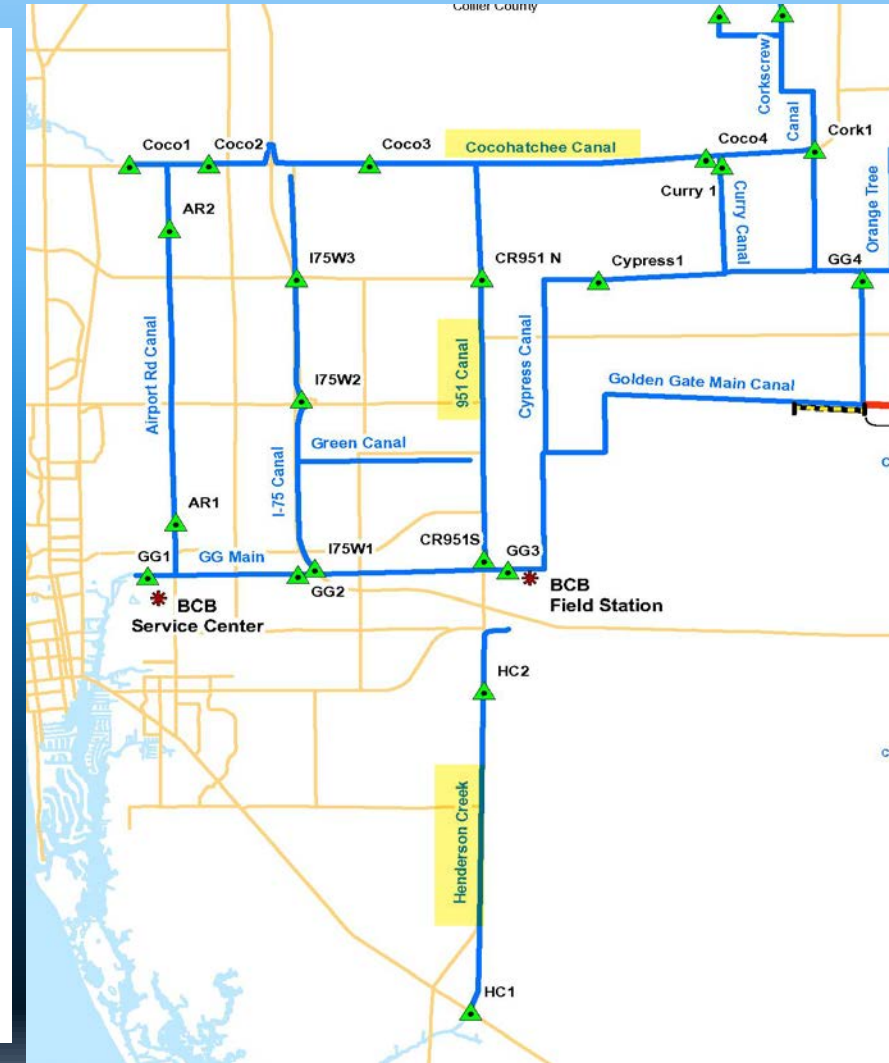 Collier County
Corkscrew
Canal
Coco1
Coco2
Coco3
Cocohatchee Canal
Coco4
Cork1
Curry 1
Curry Canal
Orange Tree
AR2
I75W3
CR951 N
Cypress1
GG4
Airport Rd Canal
951 Canal
Cypress Canal
I75W2
Golden Gate Main Canal
Green Canal
I-75 Canal
AR1
GG1
GG Main
I75W1
CR951S
GG3
GG2
BCB
Service Center
BCB
Field Station
HC2
Henderson Creek
HC1